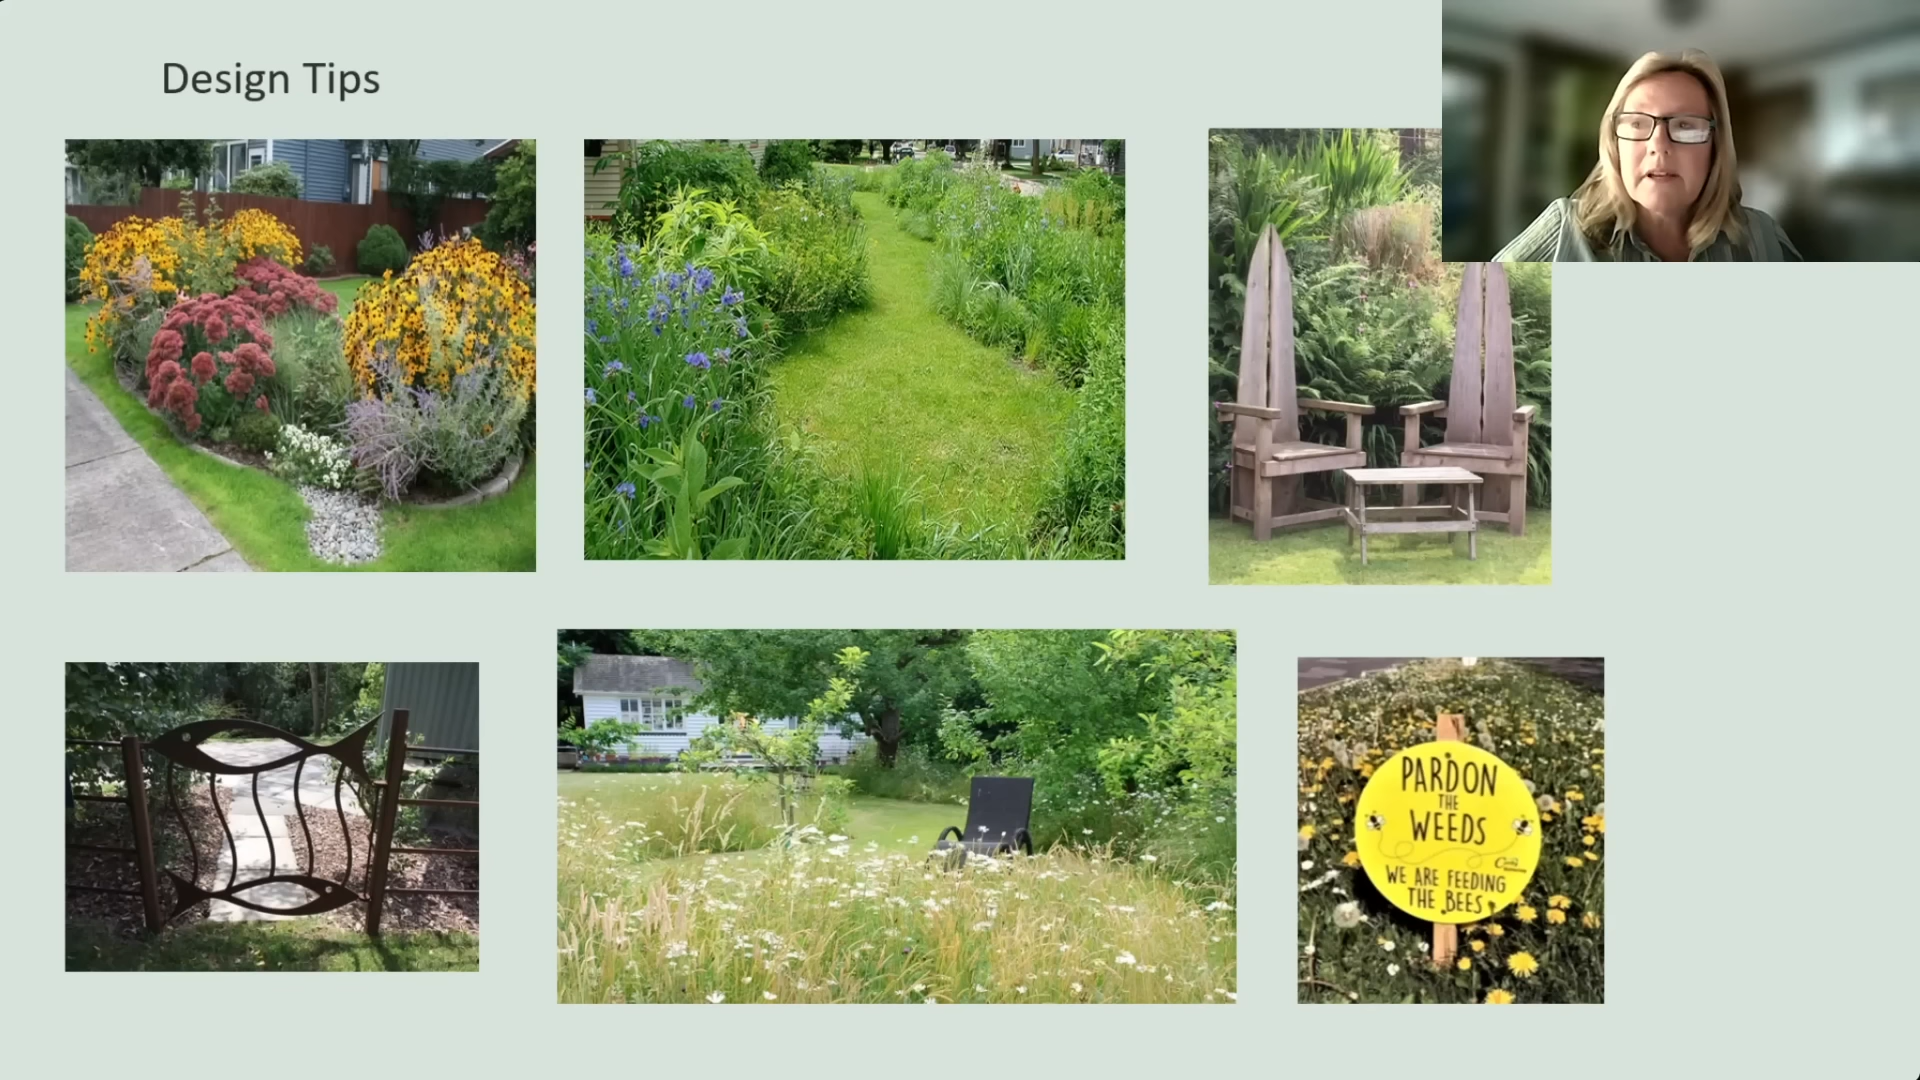 Design Tips
PARDON
THE
WEEDS
WE ARE FEEDING
THE BEES